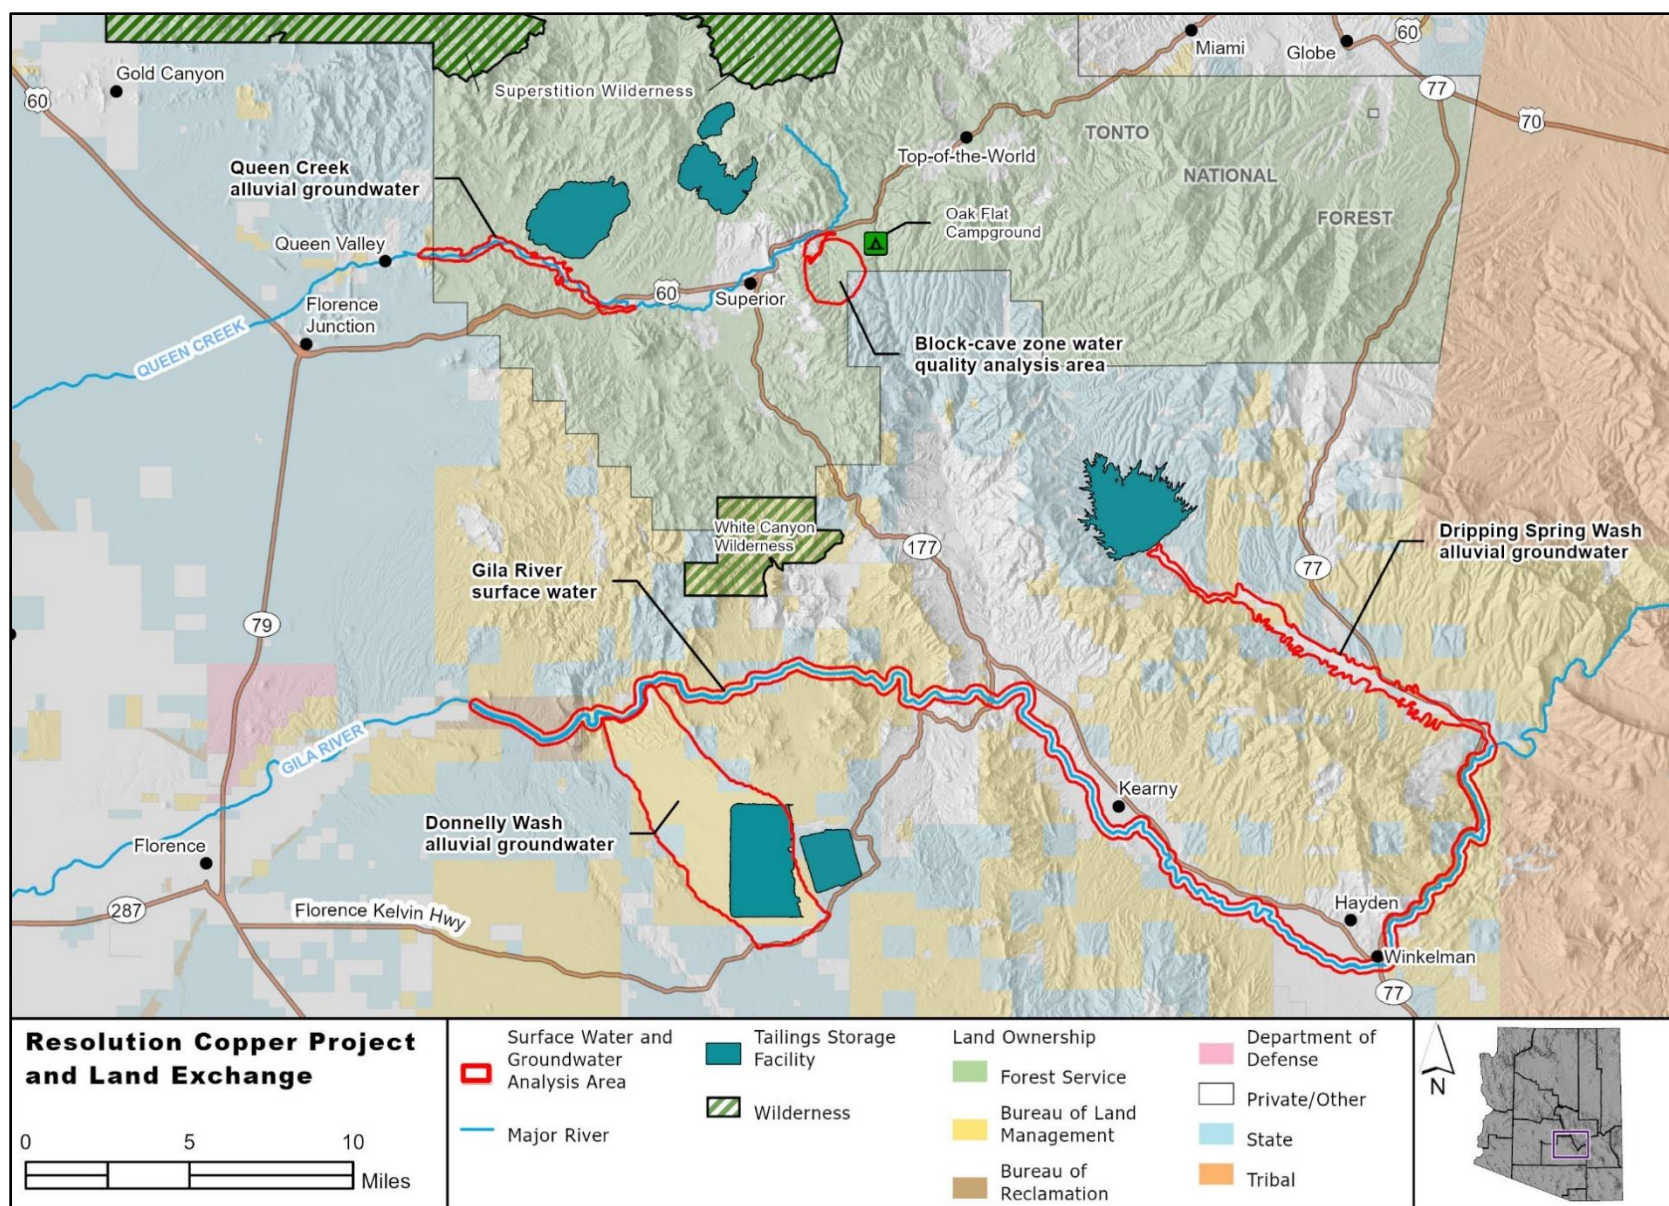 60
Miami
Globe
60
Gold Canyon
Superstition Wilderness
60
77
70
TONTO
Top-of-the-World
NATIONAL
FOREST
Queen Creek
alluvial groundwater
Oak Flat
Campground
Queen Valley
60
Superior
Florence
Junction
QUEEN CREEK
Block-cave zone water
quality analysis area
White Canyon
Wilderness
177
77
Dripping Spring Wash
alluvial groundwater
Gila River
surface water
79
GILA RIVER
Kearny
Donnelly Wash
alluvial groundwater
Florence
287
Florence Kelvin Hwy
Hayden
Winkelman
77
Resolution Copper Project
and Land Exchange
0
5
10
Miles
Surface Water and
Groundwater
Analysis Area
Major River
Tailings Storage
Facility
Wilderness
Land Ownership
Forest Service
Bureau of Land
Management
Bureau of
Reclamation
Department of
Defense
Private/Other
State
Tribal
N